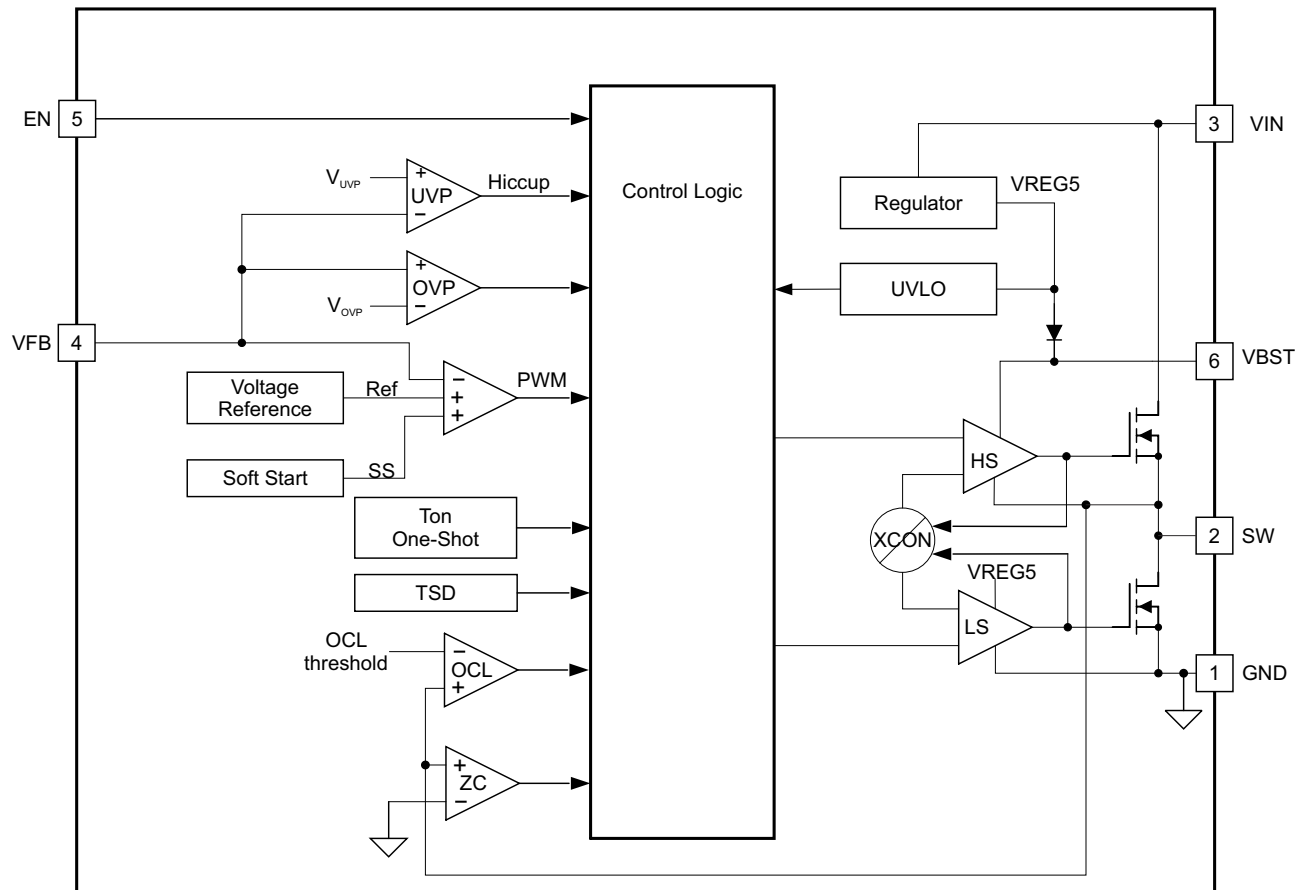 EN
5
3
VIN
V_UVP
+
UVP
−
Hiccup
Control Logic
Regulator
VREG5
+
OVP
−
V_OVP
UVLO
VFB
4
6
VBST
Voltage
Reference
Ref
−
+
+
PWM
Soft Start
SS
HS
Ton
One-Shot
XCON
2
SW
TSD
VREG5
LS
OCL
threshold
−
OCL
+
1
GND
+
ZC
−